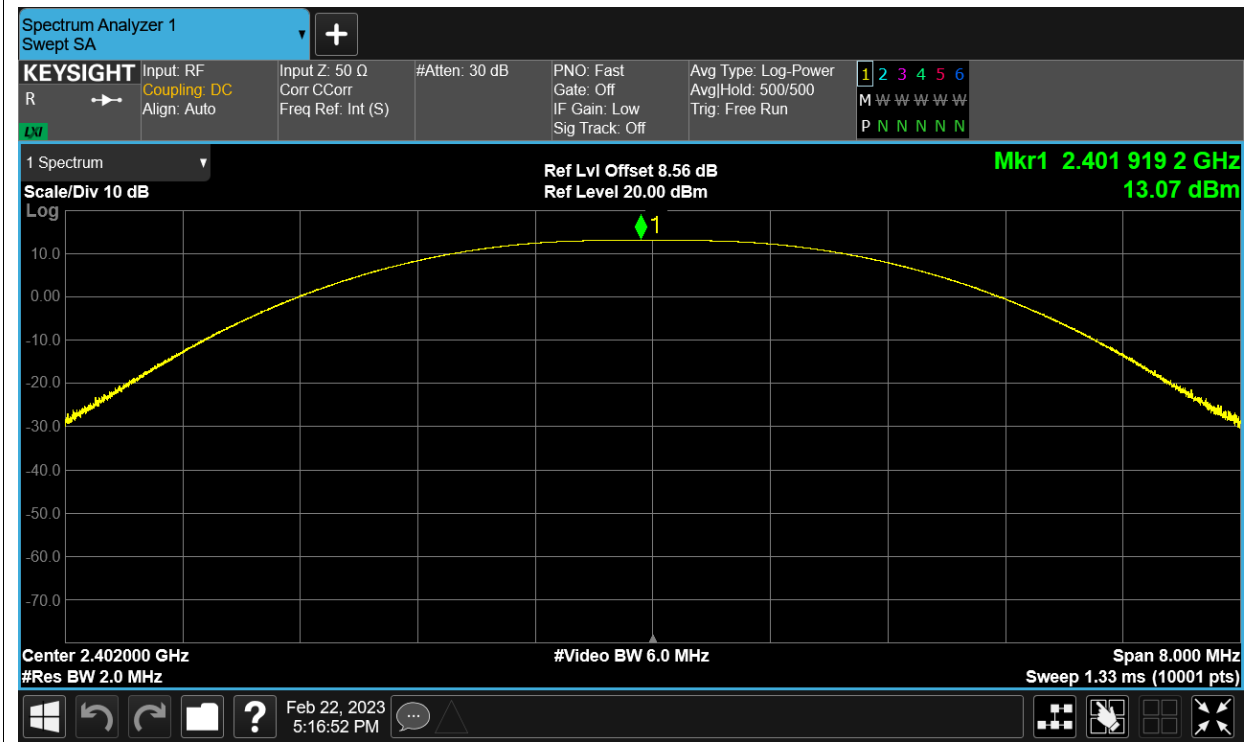 Spectrum Analyzer 1
Swept SA
KEYSIGHT
R
LXI
Input: RF
Coupling: DC
Align: Auto
Input Z: 50 Ω
Corr CCorr
Freq Ref: Int (S)
#Atten: 30 dB
PNO: Fast
Gate: Off
IF Gain: Low
Sig Track: Off
Avg Type: Log-Power
Avg|Hold: 500/500
Trig: Free Run
1 2 3 4 5 6
M W W W W W
P N N N N N
1 Spectrum
Scale/Div 10 dB
Log
Ref Lvl Offset 8.56 dB
Ref Level 20.00 dBm
Mkr1 2.401 919 2 GHz
13.07 dBm
1
10.0
0.00
-10.0
-20.0
-30.0
-40.0
-50.0
-60.0
-70.0
Center 2.402000 GHz
#Res BW 2.0 MHz
#Video BW 6.0 MHz
Span 8.000 MHz
Sweep 1.33 ms (10001 pts)
?
Feb 22, 2023
5:16:52 PM